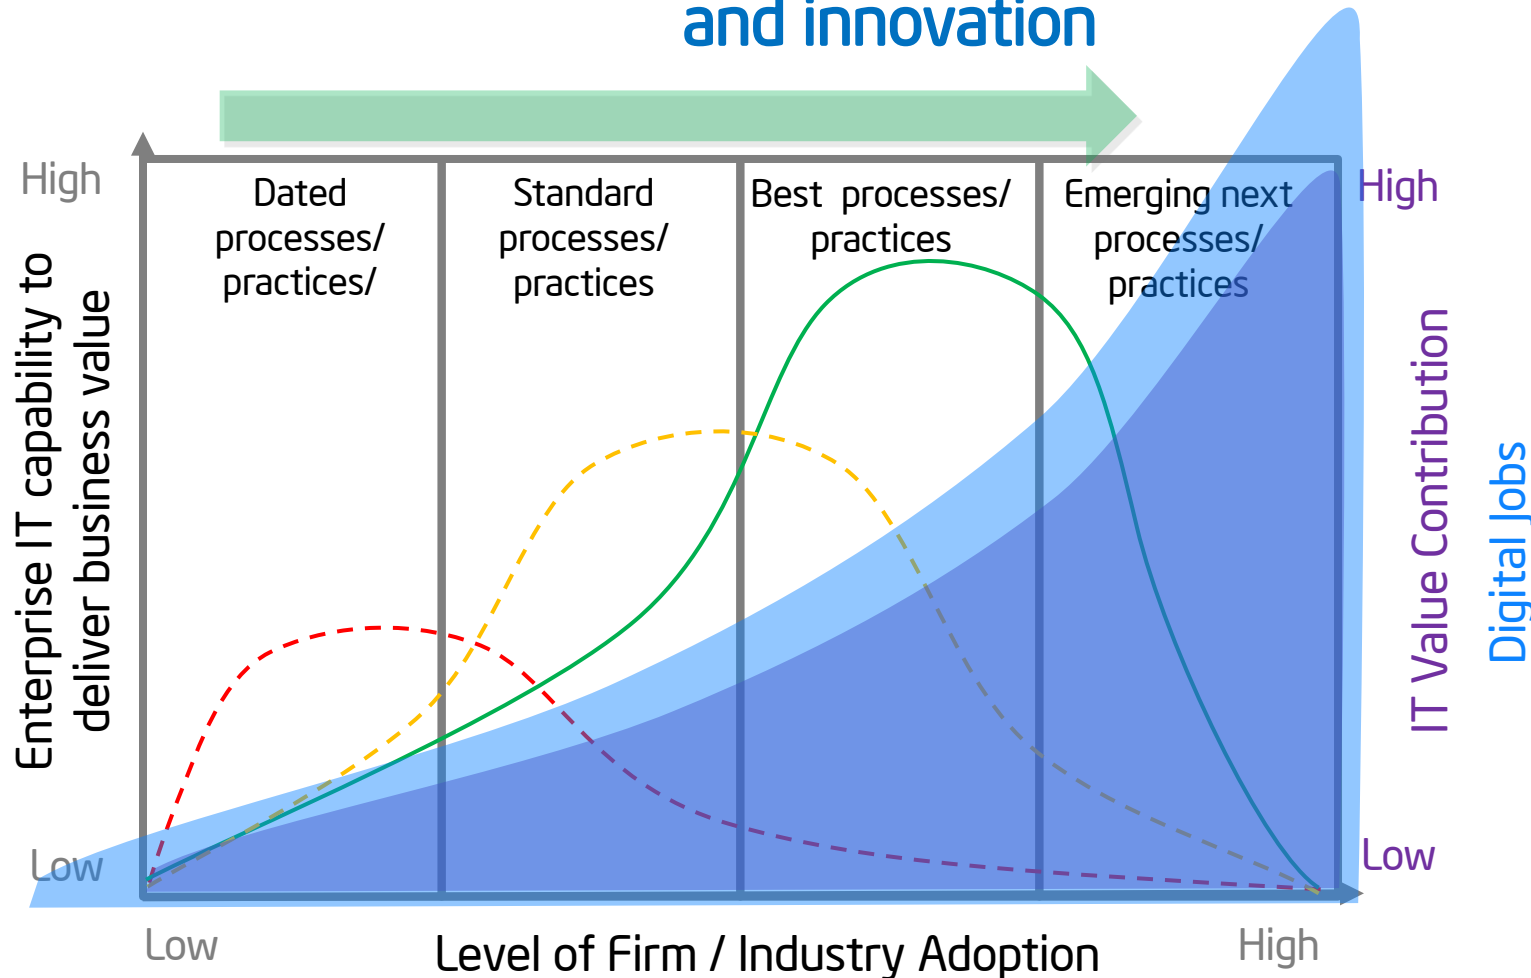 and innovation
High
Dated
processes/
practices/
Standard
processes/
practices
Best processes/
practices
Emerging next
processes/
practices
High
Enterprise IT capability to
deliver business value
IT Value Contribution
Digital Jobs
Low
Low
Low
Level of Firm / Industry Adoption
High